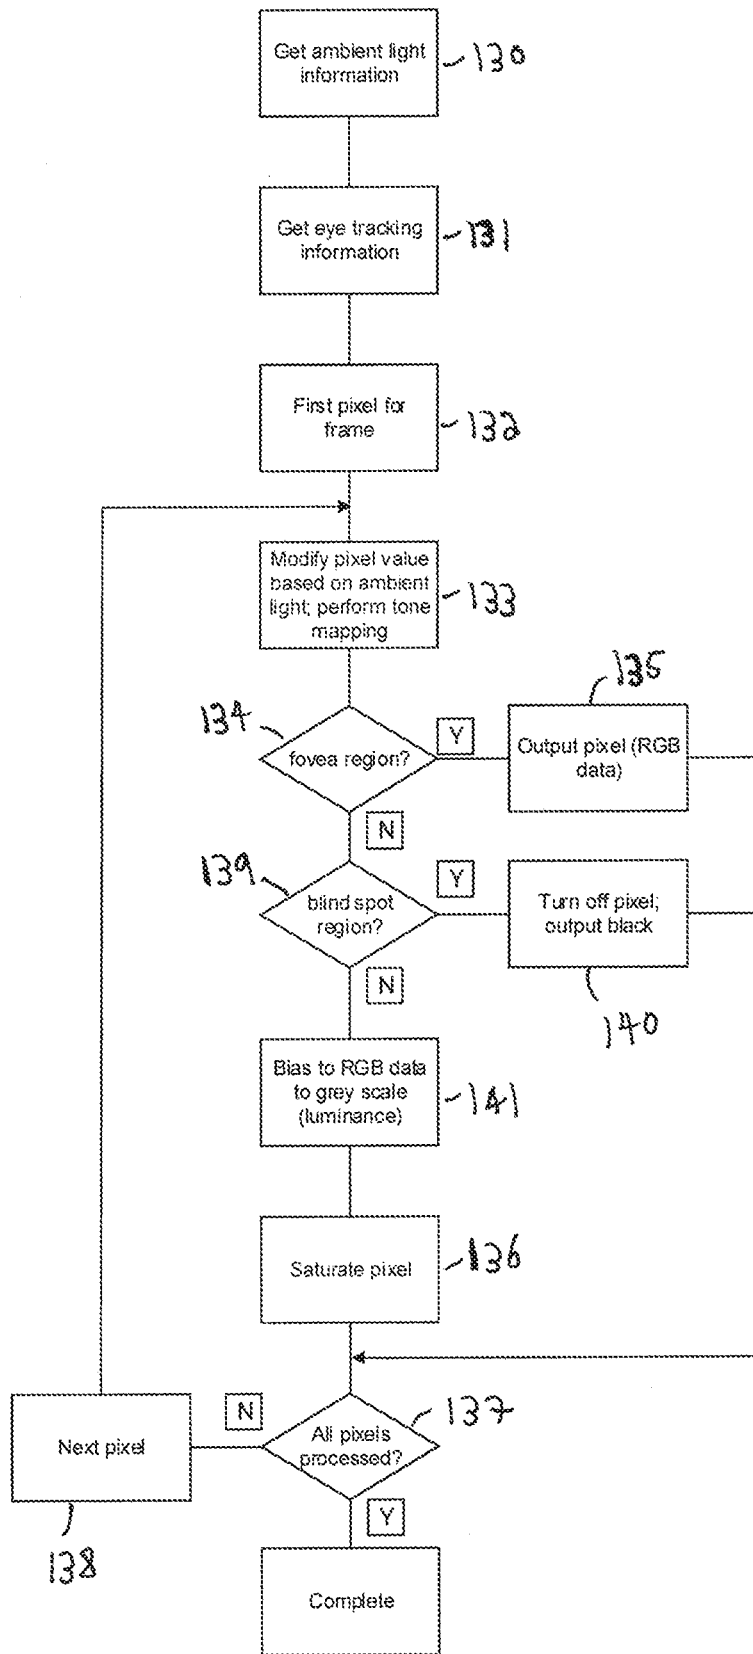 Get ambient light
information
130
Get eye tracking
information
131
First pixel for
frame
132
Modify pixel value
based on ambient
light; perform tone
mapping
133
134
fovea region?
Y
135
Output pixel (RGB
data)
N
139
blind spot
region?
Y
Turn off pixel;
output black
140
N
Bias to RGB data
to grey scale
(luminance)
141
Saturate pixel
136
137
All pixels
processed?
N
Next pixel
138
Y
Complete